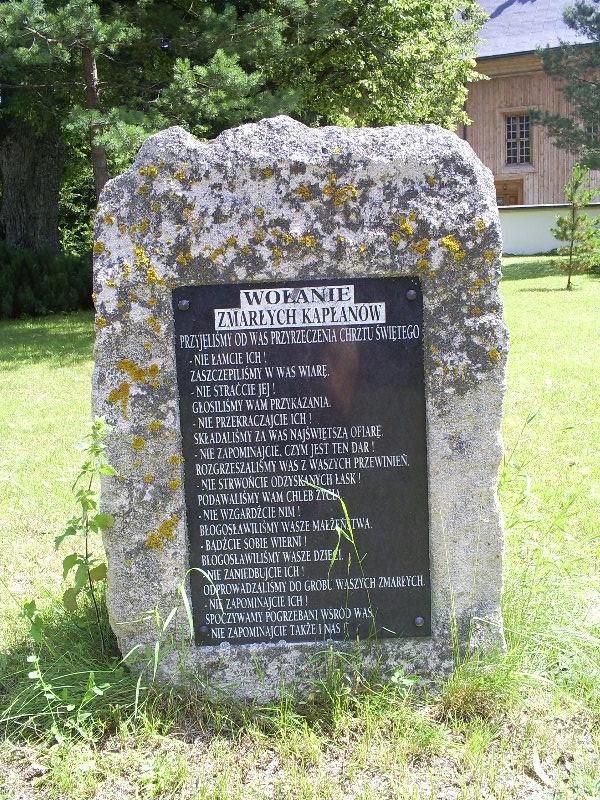 WOŁANIE
ZMARŁYCH KAPŁANÓW
PRZYJĘLIŚMY OD WAS PRZYRZECZENIA CHRZTU ŚWIĘTEGO
- NIE ŁAMCIE ICH !
ZASZCZEPILIŚMY W WAS WIARĘ.
- NIE STRAĆCIE JEJ !
GŁOSILIŚMY WAM PRZYKAZANIA.
- NIE PRZEKRACZAJCIE ICH !
SKŁADALIŚMY ZA WAS NAJŚWIĘTSZĄ OFIARĘ.
- NIE ZAPOMINAJCIE, CZYM JEST TEN DAR !
ROZGRZESZALIŚMY WAS Z WASZYCH PRZEWINIEŃ.
- NIE STRWOŃCIE ODZYSKANYCH ŁASK !
PODAWALIŚMY WAM CHLEB ŻYCIA
- NIE WZGARDŹCIE NIM !
BŁOGOSŁAWILIŚMY WASZE MAŁŻEŃSTWA.
- BĄDŹCIE SOBIE WIERNI !
BŁOGOSŁAWILIŚMY WASZE DZIECI.
- NIE ZANIEDBUJCIE ICH !
ODPROWADZALIŚMY DO GROBU WASZYCH ZMARŁYCH.
- NIE ZAPOMINAJCIE ICH !
SPOCZYWAMY POGRZEBANI WŚRÓD WAS.
- NIE ZAPOMINAJCIE TAKŻE I NAS !